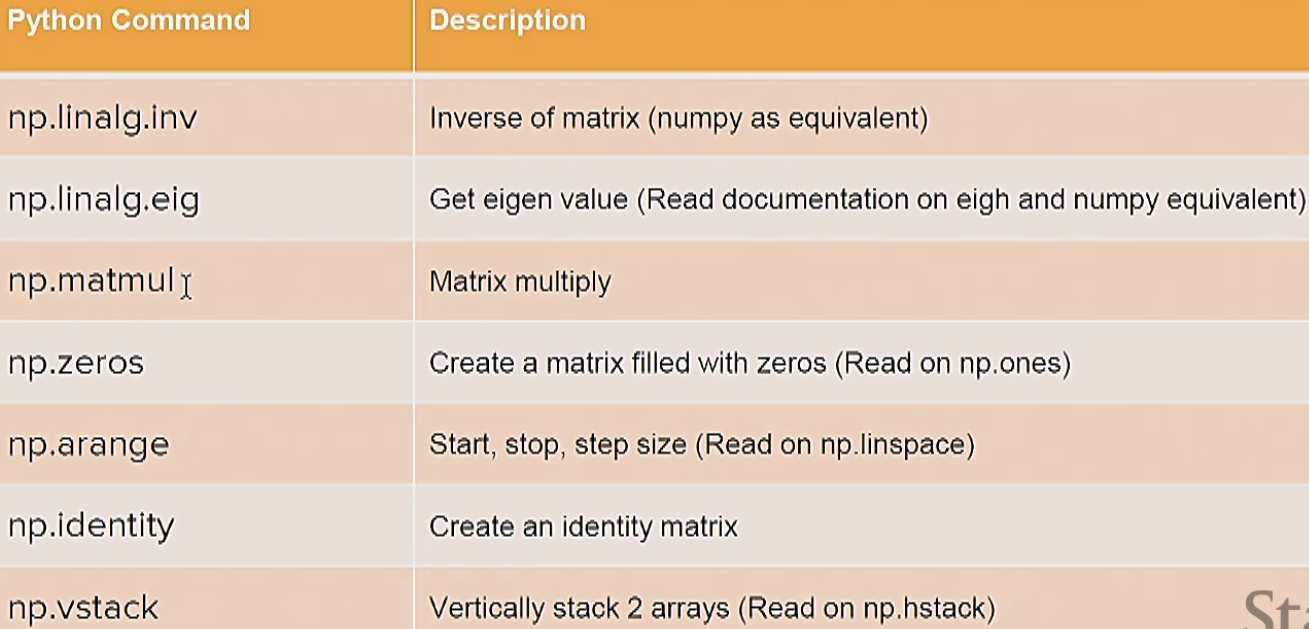 Python Command Description
np.linalg.inv Inverse of matrix (numpy as equivalent)
np.linalg.eig Get eigen value (Read documentation on eigh and numpy equivalent)
np.matmul Matrix multiply
np.zeros Create a matrix filled with zeros (Read on np.ones)
np.arange Start, stop, step size (Read on np.linspace)
np.identity Create an identity matrix
np.vstack Vertically stack 2 arrays (Read on np.hstack)